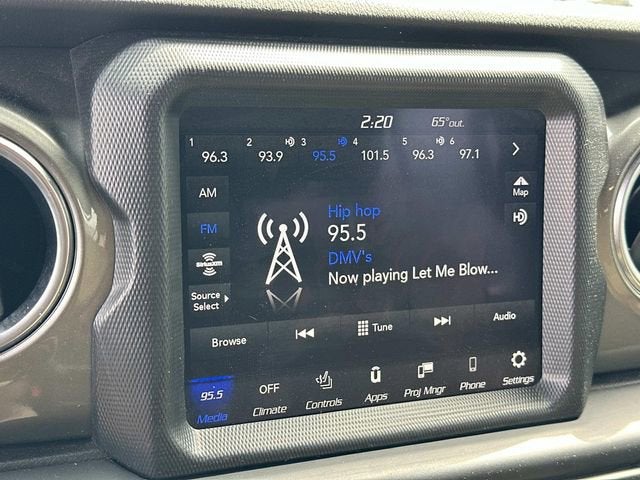 2:20 65°out.
1 2 3 4 5 6
96.3 93.9 95.5 101.5 96.3 97.1
AM
FM
SiriusXM
Source
Select
Map
Hip hop
95.5
DMV's
Now playing Let Me Blow...
Browse Tune Audio
95.5 OFF
Media Climate Controls Apps Proj Mngr Phone Settings